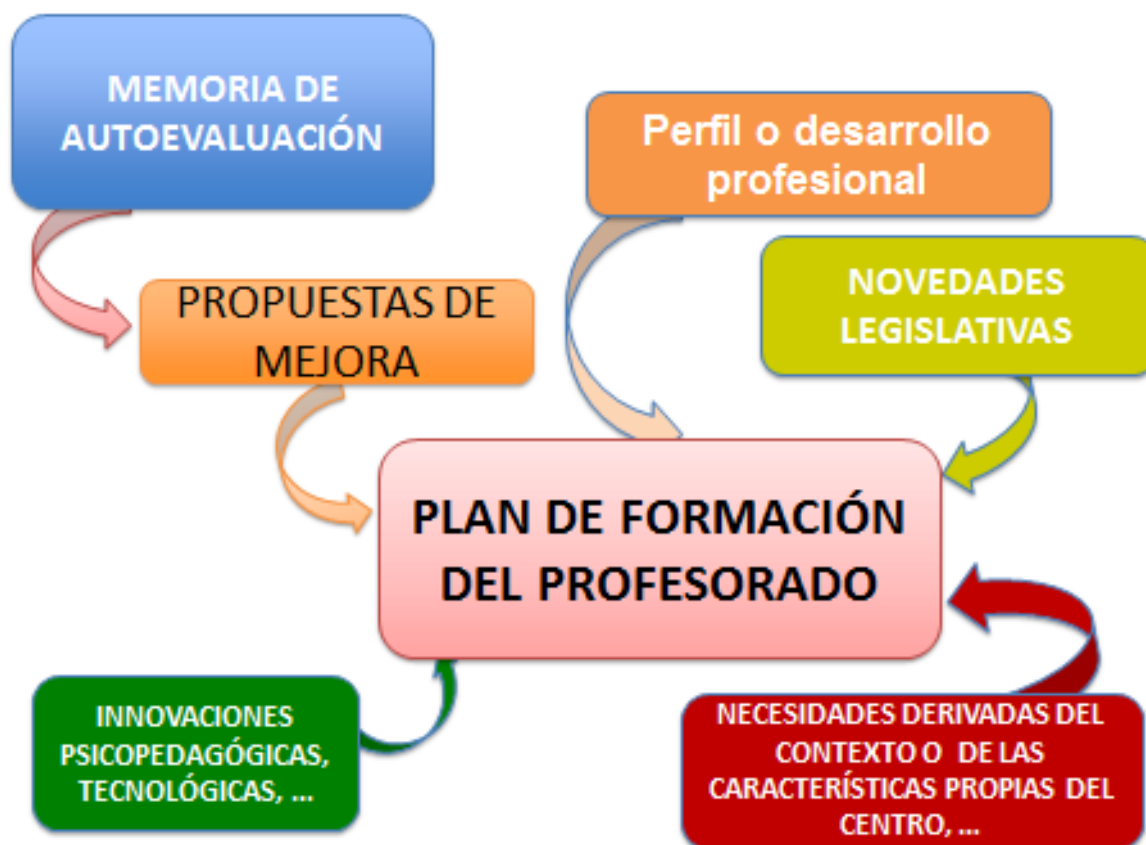 MEMORIA DE
AUTOEVALUACIÓN
Perfil o desarrollo
profesional
NOVEDADES
LEGISLATIVAS
PROPUESTAS DE
MEJORA
PLAN DE FORMACIÓN
DEL PROFESORADO
INNOVACIONES
PSICOPEDAGÓGICAS,
TECNOLÓGICAS, ...
NECESIDADES DERIVADAS DEL
CONTEXTO O DE LAS
CARACTERÍSTICAS PROPIAS DEL
CENTRO, ...